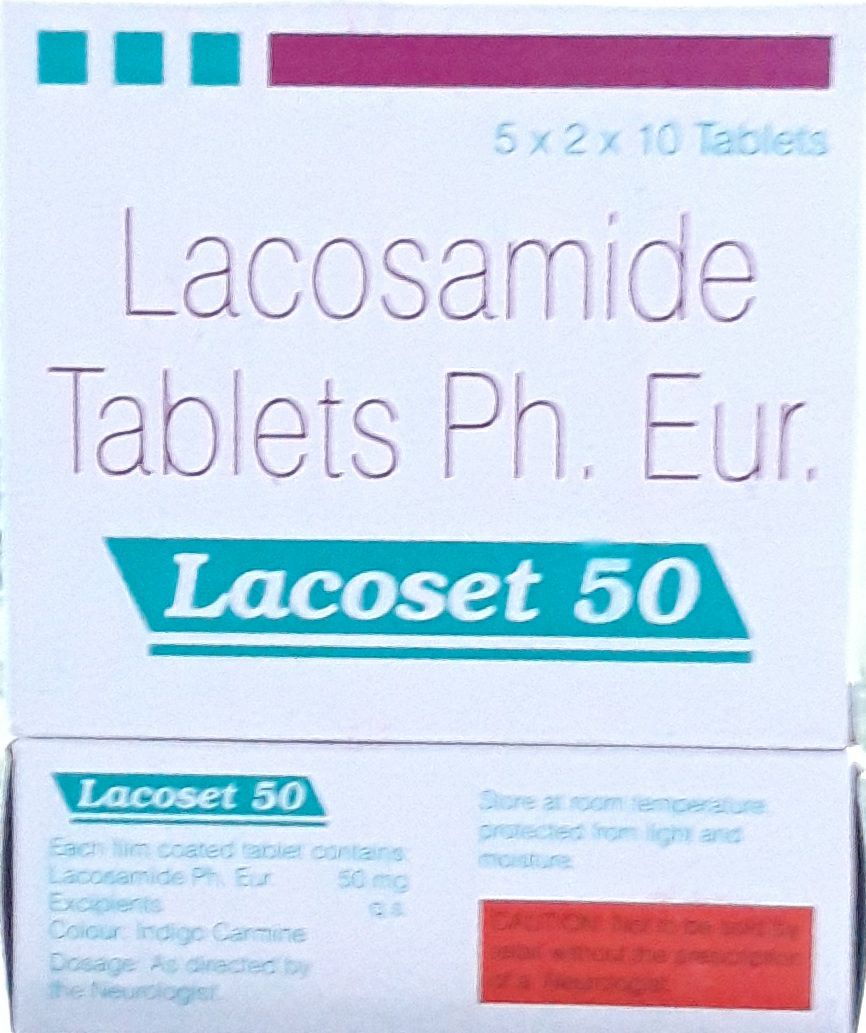 5 x 2 x 10 Tablets
Lacosamide
Tablets Ph. Eur.
Lacoset 50
Lacoset 50
Each film coated tablet contains:
Lacosamide Ph. Eur. 50 mg
Excipients q.s.
Colour: Indigo Carmine
Dosage: As directed by
the Neurologist.
Store at room temperature
protected from light and
moisture.
CAUTION: Not to be sold by
retail without the prescription
of a Neurologist.